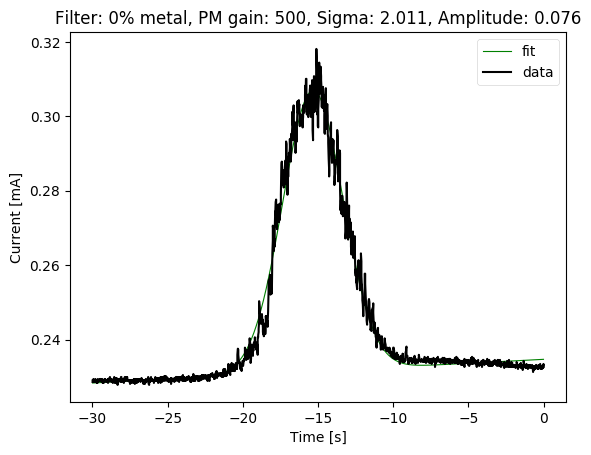 Filter: 0% metal, PM gain: 500, Sigma: 2.011, Amplitude: 0.076
fit
data
0.32
0.30
0.28
0.26
0.24
Current [mA]
−30
−25
−20
−15
−10
−5
0
Time [s]